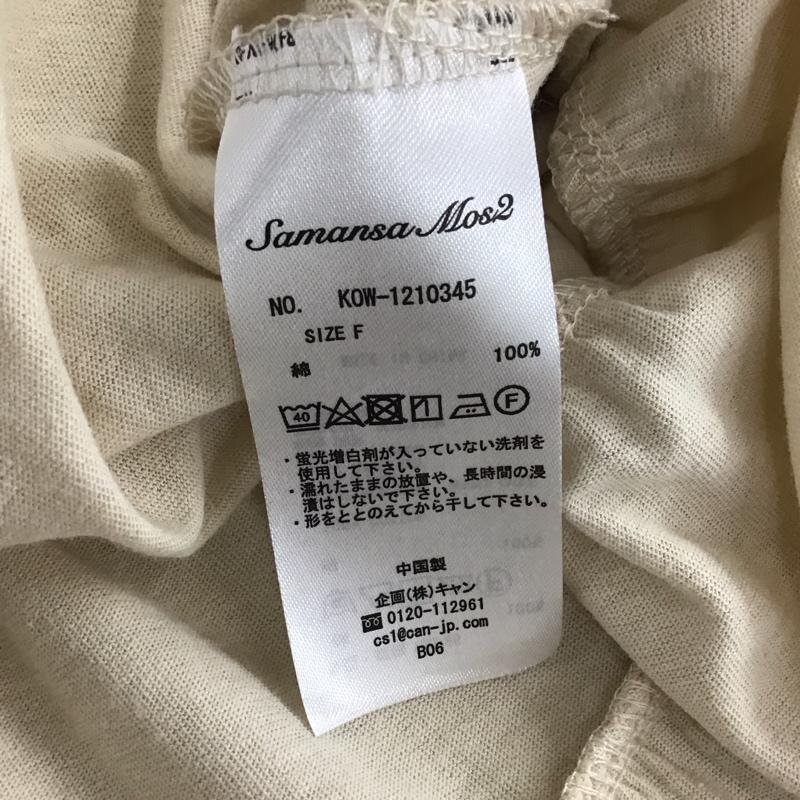 Samansa Mos2
NO. KOW-1210345
SIZE F
綿 100%
40 F
・蛍光増白剤が入っていない洗剤を
使用して下さい。
・濡れたままの放置や、長時間の浸
漬はしないで下さい。
・形をととのえてから干して下さい。
中国製
企画(株)キャン
0120-112961
cs1@can-jp.com
B06